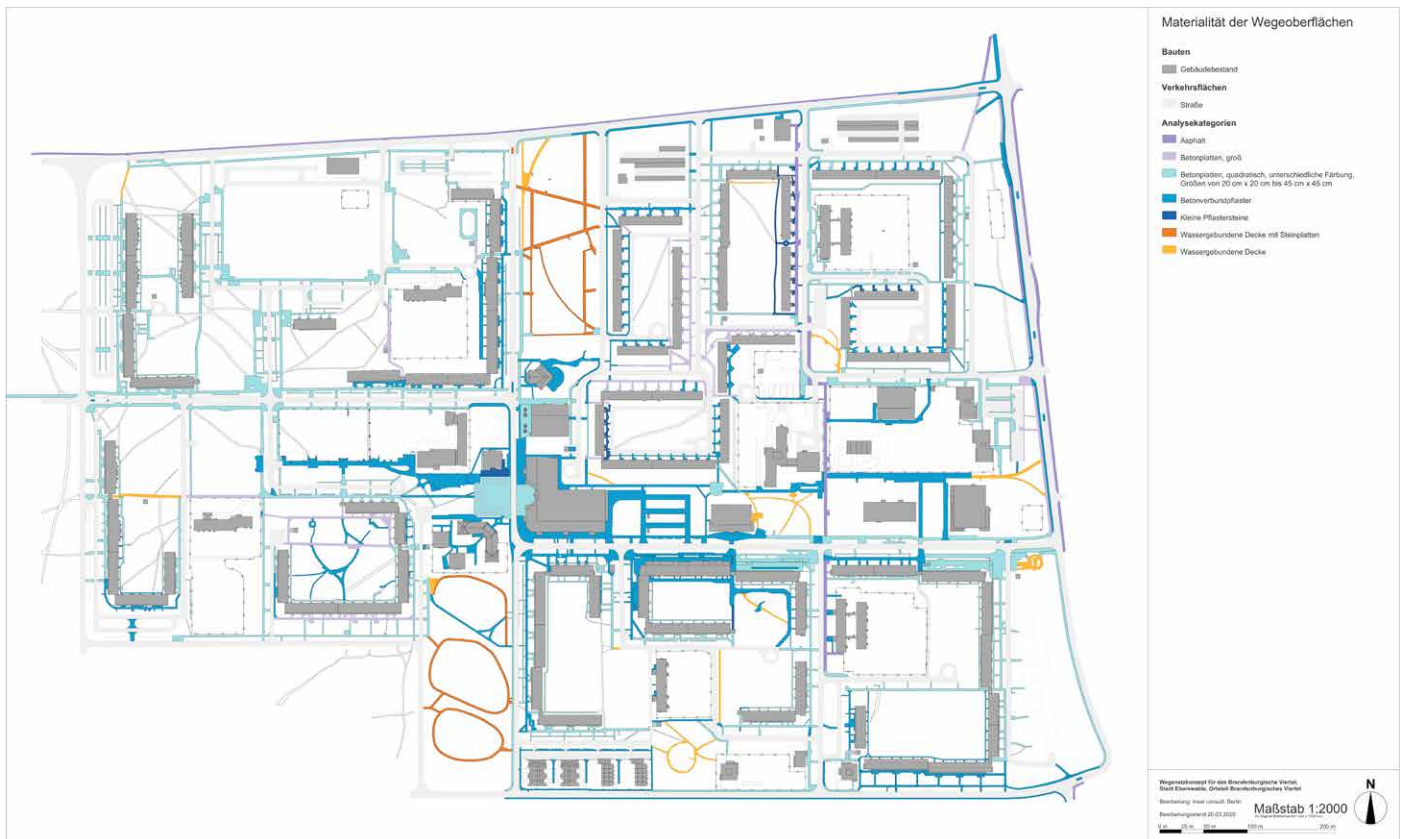 Materialität der Wegeoberflächen
Bauten
Gebäudebestand
Verkehrsflächen
Straße
Analysekategorien
Asphalt
Betonplatten, groß
Betonplatten, quadratisch, unterschiedliche Färbung,
Größen von 20 cm x 20 cm bis 45 cm x 45 cm
Betonverbundpflaster
Kleine Pflastersteine
Wassergebundene Decke mit Steinplatten
Wassergebundene Decke
Wegenetzkonzept für das Brandenburgische Viertel,
Stadt Eberswalde, Ortsteil Brandenburgisches Viertel
Bearbeitung: inixe consult, Berlin
Bearbeitungsstand 20.03.2020
Maßstab 1:2000
N
0 m 25 m 50 m 100 m 200 m